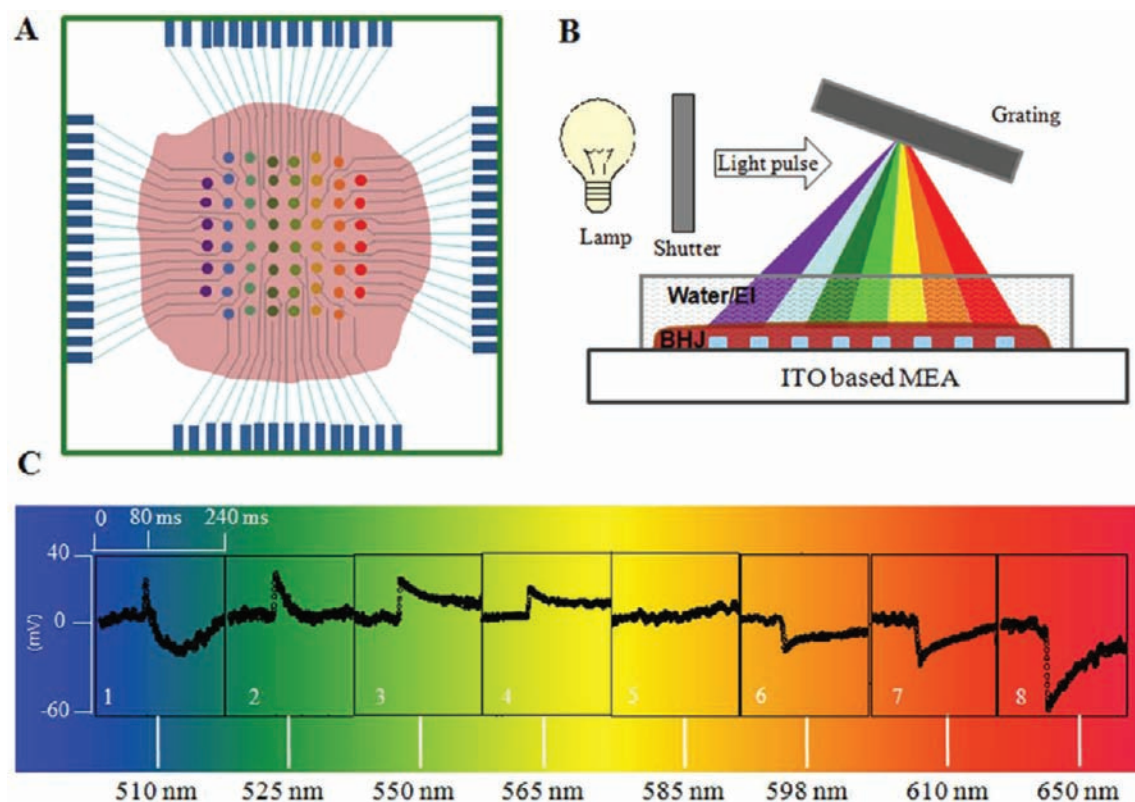 A
B
Grating
Light pulse
Lamp
Shutter
Water/El
BHJ
ITO based MEA
C
0 80 ms 240 ms
40
0
(mV)
-60
1 2 3 4 5 6 7 8
510 nm 525 nm 550 nm 565 nm 585 nm 598 nm 610 nm 650 nm